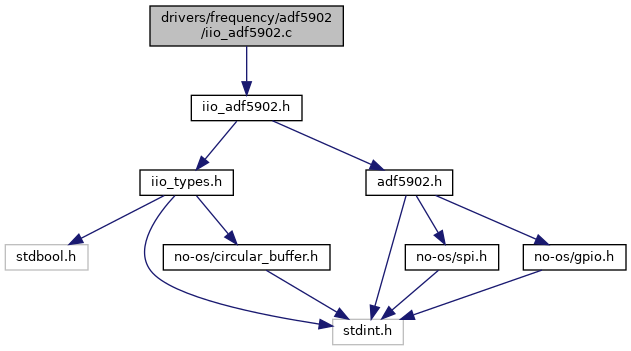 drivers/frequency/adf5902
/iio_adf5902.c
iio_adf5902.h
iio_types.h
adf5902.h
stdbool.h
no-os/circular_buffer.h
no-os/spi.h
no-os/gpio.h
stdint.h